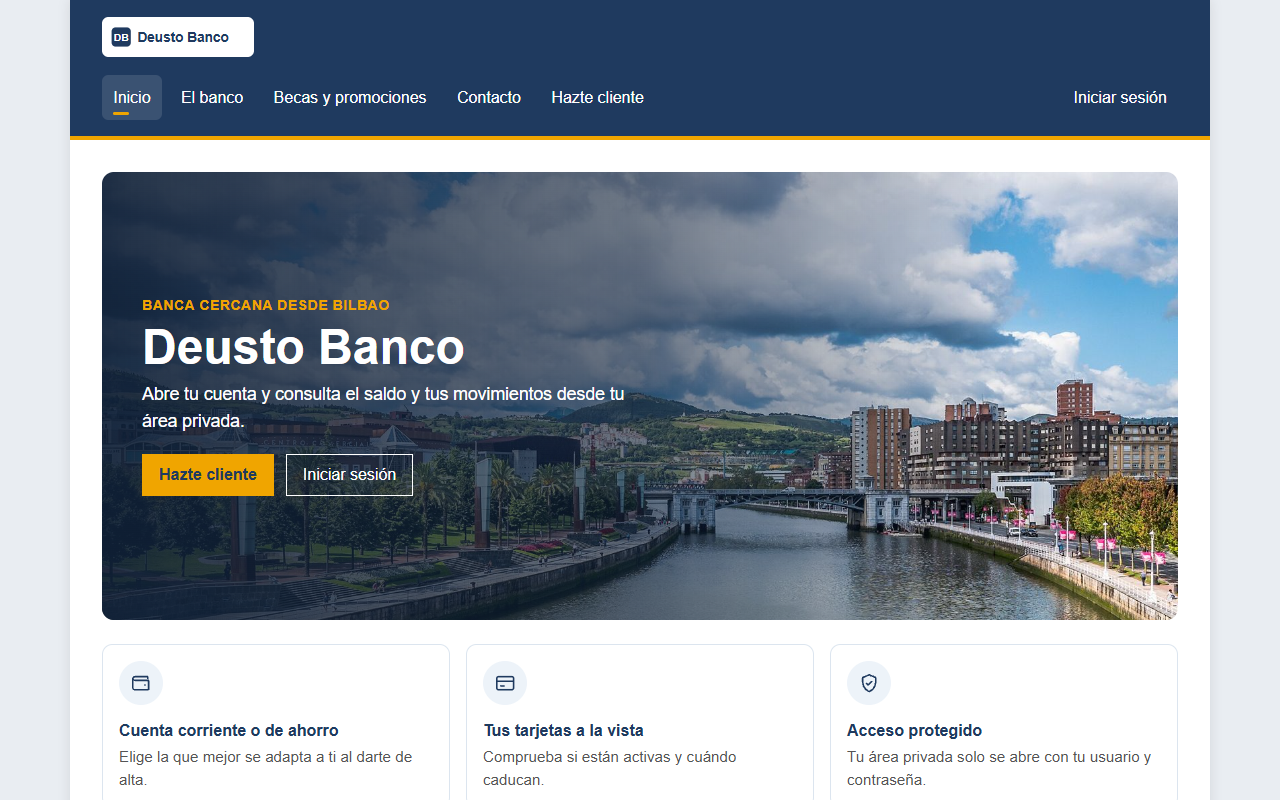 DB Deusto Banco
Inicio El banco Becas y promociones Contacto Hazte cliente Iniciar sesión
BANCA CERCANA DESDE BILBAO
Deusto Banco
Abre tu cuenta y consulta el saldo y tus movimientos desde tu
área privada.
Hazte cliente Iniciar sesión
Cuenta corriente o de ahorro
Elige la que mejor se adapta a ti al darte de
alta.
Tus tarjetas a la vista
Comprueba si están activas y cuándo
caducan.
Acceso protegido
Tu área privada solo se abre con tu usuario y
contraseña.